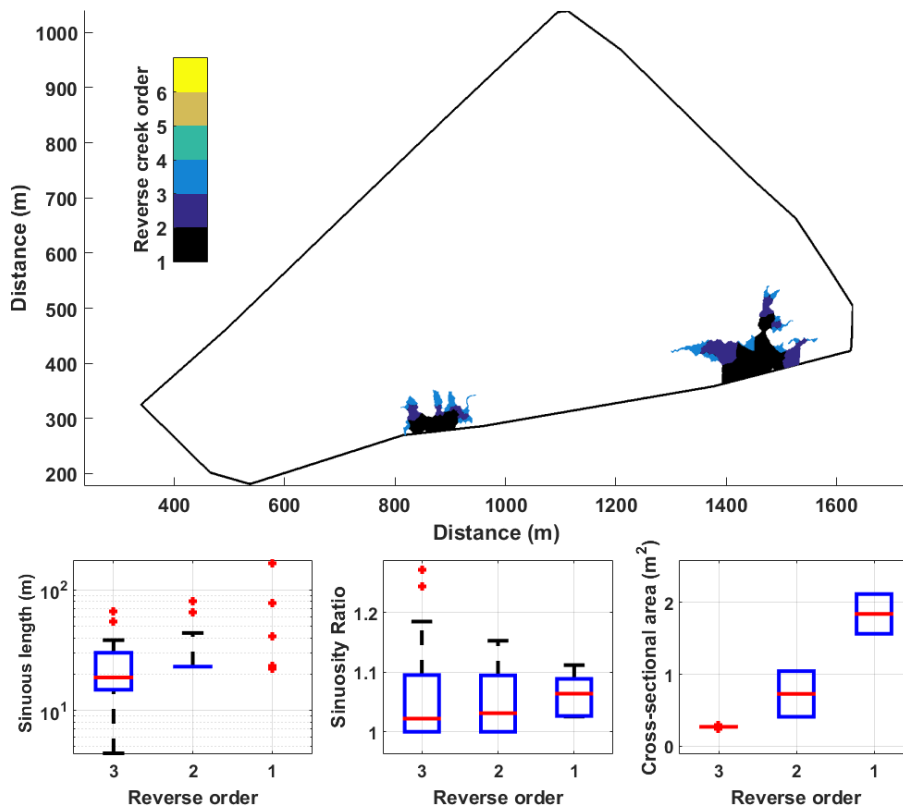 1000
900
800
700
600
500
400
300
200
Distance (m)
Reverse creek order
6
5
4
3
2
1
400 600 800 1000 1200 1400 1600
Distance (m)
Sinuous length (m)
10^2
10^1
3 2 1
Reverse order
Sinuosity Ratio
1.2
1.1
1
3 2 1
Reverse order
Cross-sectional area (m^2)
2
1
0
3 2 1
Reverse order